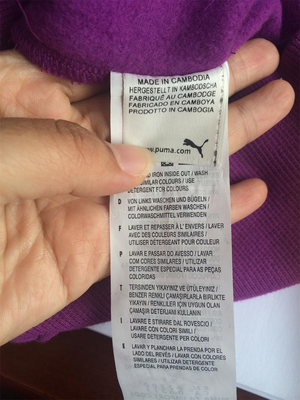 MADE IN CAMBODIA
HERGESTELLT IN KAMBODSCHA
FABRIQUÉ AU CAMBODGE
FABRICADO EN CAMBOYA
PRODOTTO IN CAMBOGIA
.puma.com
IRON INSIDE OUT / WASH
SIMILAR COLOURS / USE
DETERGENT FOR COLOURS
D VON LINKS WASCHEN UND BÜGELN /
MIT ÄHNLICHEN FARBEN WASCHEN /
COLORWASCHMITTEL VERWENDEN
F LAVER ET REPASSER À L' ENVERS / LAVER
AVEC DES COULEURS SIMILAIRES /
UTILISER DÉTERGENT POUR COULEUR
P LAVAR E PASSAR DO AVESSO / LAVAR
COM CORES SIMILARES / UTILIZAR
DETERGENTE ESPECIAL PARA AS PEÇAS
COLORIDAS
T TERSINDEN YIKAYINIZ VE ÜTÜLEYINIZ /
BENZER RENKLI ÇAMAŞIRLARLA BIRLIKTE
YIKAYIN / RENKLILER IÇIN UYGUN OLAN
ÇAMAŞIR DETERJANI KULLANIN
I LAVARE E STIRARE DAL ROVESCIO /
LAVARE CON COLORI SIMILI /
USARE DETERGENTE PER COLORI
E LAVAR Y PLANCHAR LA PRENDA POR EL
LADO DEL REVÉS / LAVAR CON COLORES
SIMILARES / UTILIZAR DETERGENTE
ESPECIAL PARA PRENDAS DE COLOR